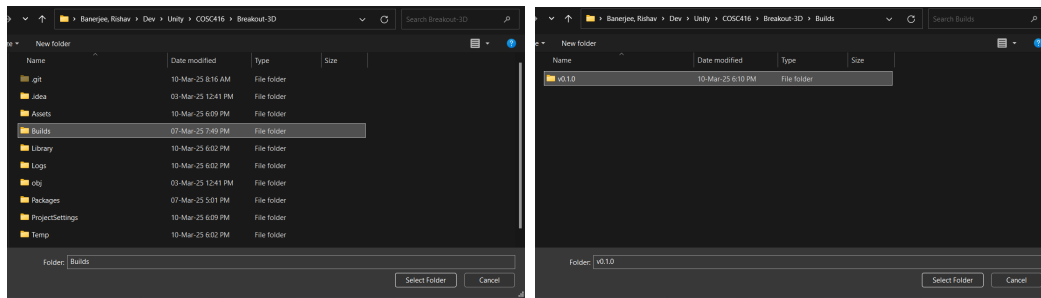 Banerjee, Rishav > Dev > Unity > COSC416 > Breakout-3D >
Search Breakout-3D
New folder
Name Date modified Type Size
.git 10-Mar-25 8:16 AM File folder
.idea 03-Mar-25 12:41 PM File folder
Assets 10-Mar-25 6:09 PM File folder
Builds 07-Mar-25 7:49 PM File folder
Library 10-Mar-25 6:02 PM File folder
Logs 10-Mar-25 6:02 PM File folder
obj 03-Mar-25 12:41 PM File folder
Packages 07-Mar-25 5:01 PM File folder
ProjectSettings 10-Mar-25 6:09 PM File folder
Temp 10-Mar-25 6:02 PM File folder
Folder: Builds
Select Folder Cancel
Banerjee, Rishav > Dev > Unity > COSC416 > Breakout-3D > Builds
Search Builds
New folder
Name Date modified Type Size
v0.1.0 10-Mar-25 6:10 PM File folder
Folder: v0.1.0
Select Folder Cancel